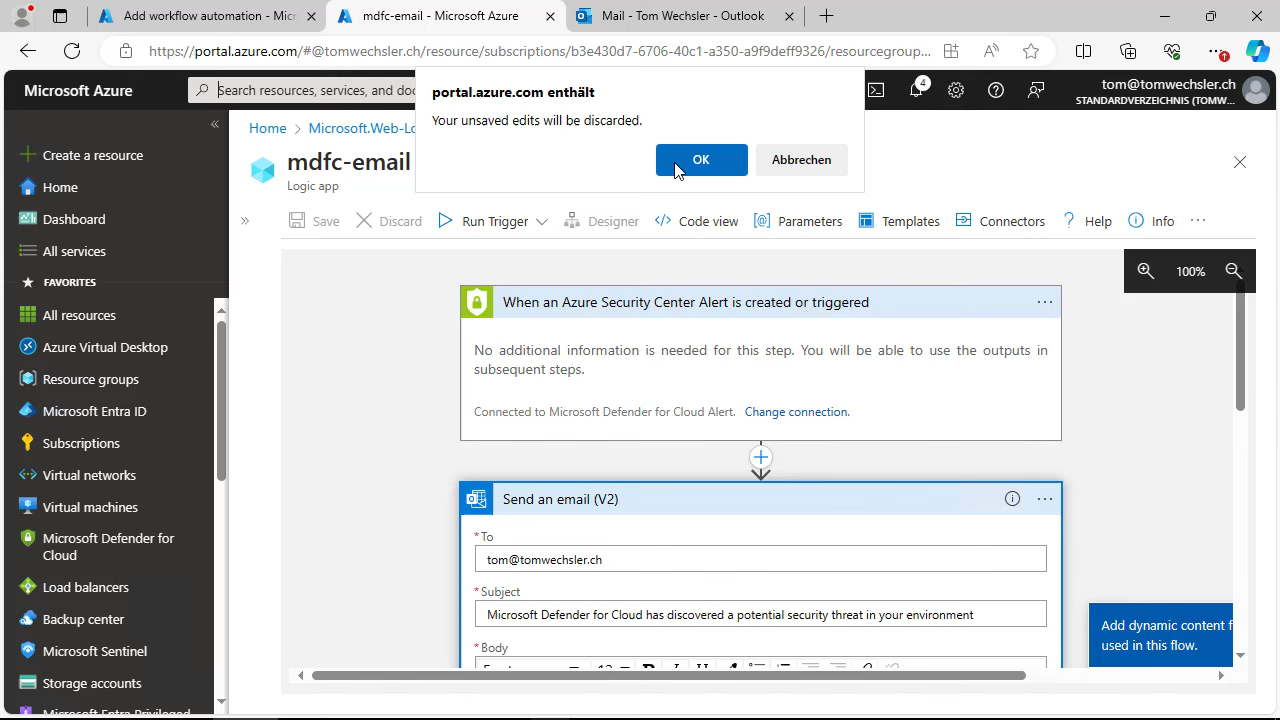 Add workflow automation - Micr
mdfc-email - Microsoft Azure
Mail - Tom Wechsler - Outlook
https://portal.azure.com/#@tomwechsler.ch/resource/subscriptions/b3e430d7-6706-40c1-a350-a9f9deff9326/resourcegroup...
Microsoft Azure
Search resources, services, and doc
4
tom@tomwechsler.ch
STANDARDVERZEICHNIS (TOMW...
portal.azure.com enthält
Your unsaved edits will be discarded.
OK
Abbrechen
Create a resource
Home
Dashboard
All services
FAVORITES
All resources
Azure Virtual Desktop
Resource groups
Microsoft Entra ID
Subscriptions
Virtual networks
Virtual machines
Microsoft Defender for
Cloud
Load balancers
Backup center
Microsoft Sentinel
Storage accounts
Microsoft Entra Privileged
Home > Microsoft.Web-Lo
mdfc-email
Logic app
Save
Discard
Run Trigger
Designer
Code view
Parameters
Templates
Connectors
Help
Info
100%
When an Azure Security Center Alert is created or triggered
No additional information is needed for this step. You will be able to use the outputs in
subsequent steps.
Connected to Microsoft Defender for Cloud Alert. Change connection.
Send an email (V2)
* To
tom@tomwechsler.ch
* Subject
Microsoft Defender for Cloud has discovered a potential security threat in your environment
* Body
Add dynamic content f
used in this flow.